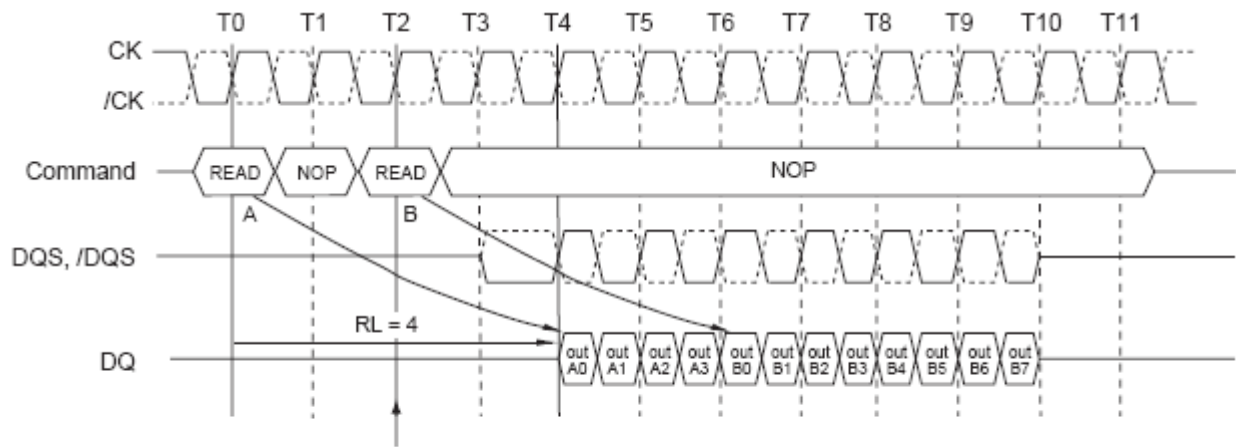 T0 T1 T2 T3 T4 T5 T6 T7 T8 T9 T10 T11
CK
/CK
Command READ NOP READ NOP
A B
DQS, /DQS
RL = 4
DQ out A0 out A1 out A2 out A3 out B0 out B1 out B2 out B3 out B4 out B5 out B6 out B7